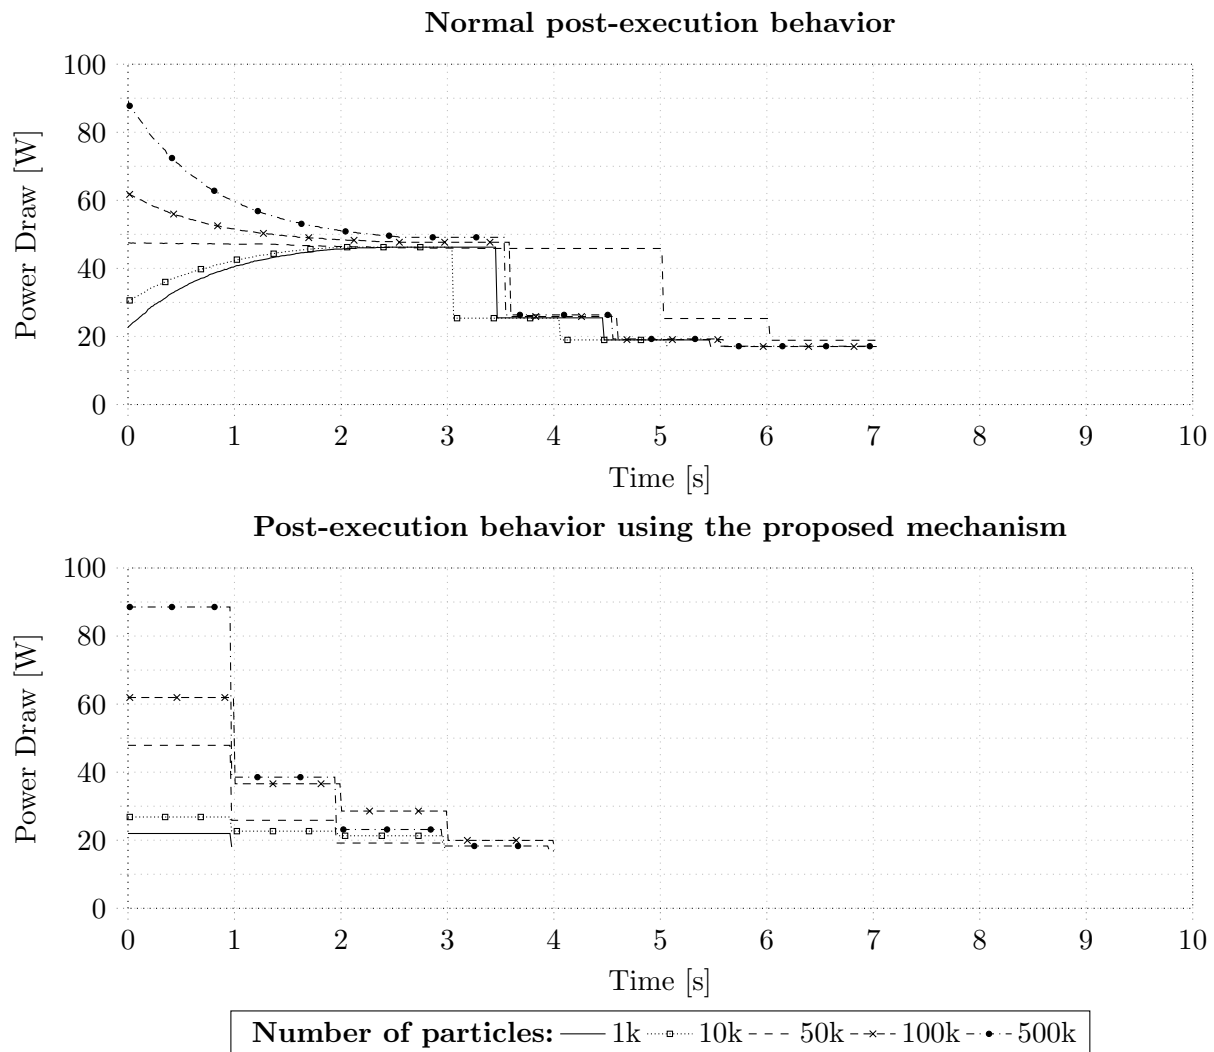 Normal post-execution behavior
100
80
60
40
20
0
Power Draw [W]
0 1 2 3 4 5 6 7 8 9 10
Time [s]
Post-execution behavior using the proposed mechanism
100
80
60
40
20
0
Power Draw [W]
0 1 2 3 4 5 6 7 8 9 10
Time [s]
Number of particles: 1k 10k 50k 100k 500k